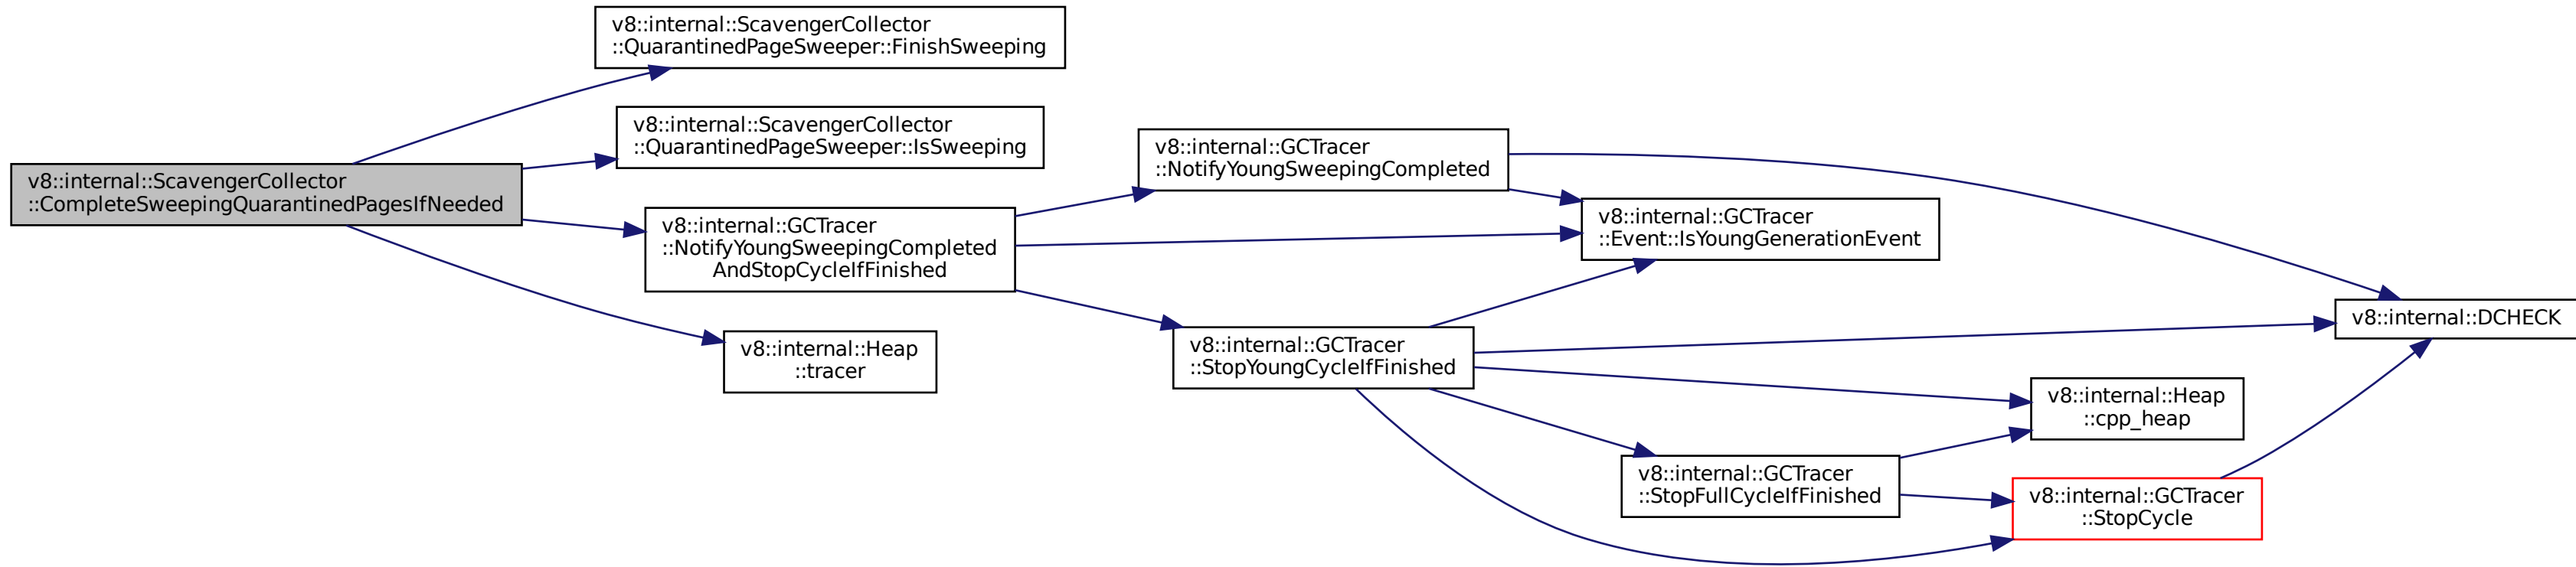 v8::internal::ScavengerCollector
::CompleteSweepingQuarantinedPagesIfNeeded
v8::internal::ScavengerCollector
::QuarantinedPageSweeper::FinishSweeping
v8::internal::ScavengerCollector
::QuarantinedPageSweeper::IsSweeping
v8::internal::GCTracer
::NotifyYoungSweepingCompleted
AndStopCycleIfFinished
v8::internal::Heap
::tracer
v8::internal::GCTracer
::NotifyYoungSweepingCompleted
v8::internal::GCTracer
::StopYoungCycleIfFinished
v8::internal::GCTracer
::Event::IsYoungGenerationEvent
v8::internal::GCTracer
::StopFullCycleIfFinished
v8::internal::DCHECK
v8::internal::Heap
::cpp_heap
v8::internal::GCTracer
::StopCycle